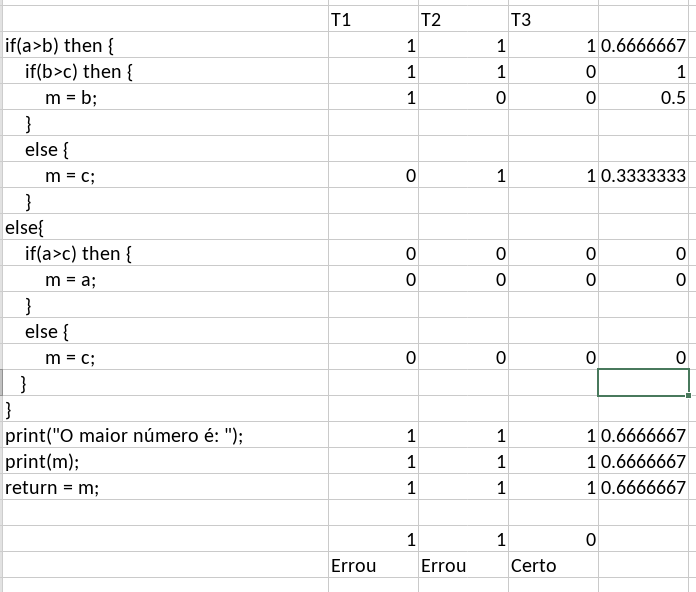 T1 T2 T3
if(a>b) then { 1 1 1 0.6666667
if(b>c) then { 1 1 0 1
m = b; 1 0 0 0.5
}
else {
m = c; 0 1 1 0.3333333
}
else{
if(a>c) then { 0 0 0 0
m = a; 0 0 0 0
}
else {
m = c; 0 0 0 0
}
}
print("O maior número é: "); 1 1 1 0.6666667
print(m); 1 1 1 0.6666667
return = m; 1 1 1 0.6666667
1 1 0
Errou Errou Certo